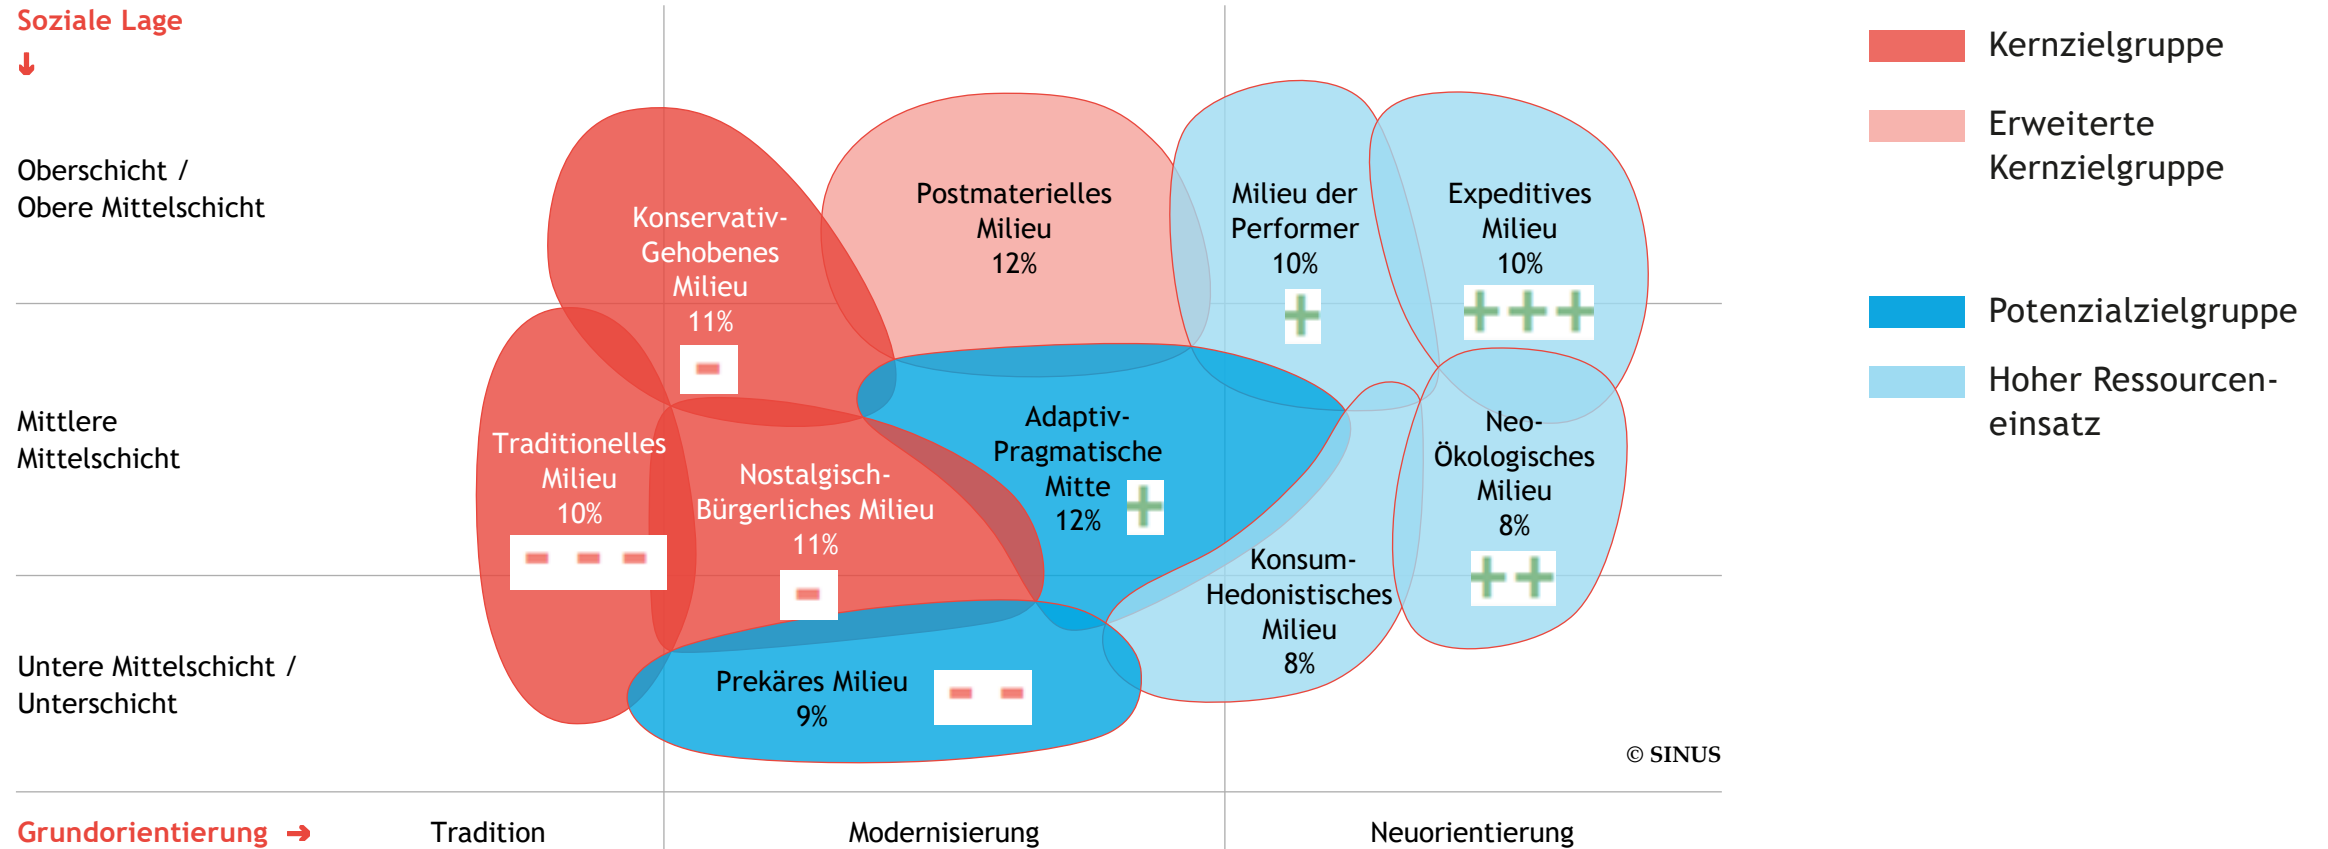 Soziale Lage
Oberschicht /
Obere Mittelschicht
Mittlere
Mittelschicht
Untere Mittelschicht /
Unterschicht
Konservativ-
Gehobenes
Milieu
11%
-
Postmaterielles
Milieu
12%
Milieu der
Performer
10%
+
Expeditives
Milieu
10%
+++
Traditionelles
Milieu
10%
- - -
Nostalgisch-
Bürgerliches Milieu
11%
-
Adaptiv-
Pragmatische
Mitte
12%
+
Neo-
Ökologisches
Milieu
8%
++
Konsum-
Hedonistisches
Milieu
8%
Prekäres Milieu
9%
- -
© SINUS
Grundorientierung ➔
Tradition
Modernisierung
Neuorientierung
Kernzielgruppe
Erweiterte
Kernzielgruppe
Potenzialzielgruppe
Hoher Ressourcen-
einsatz